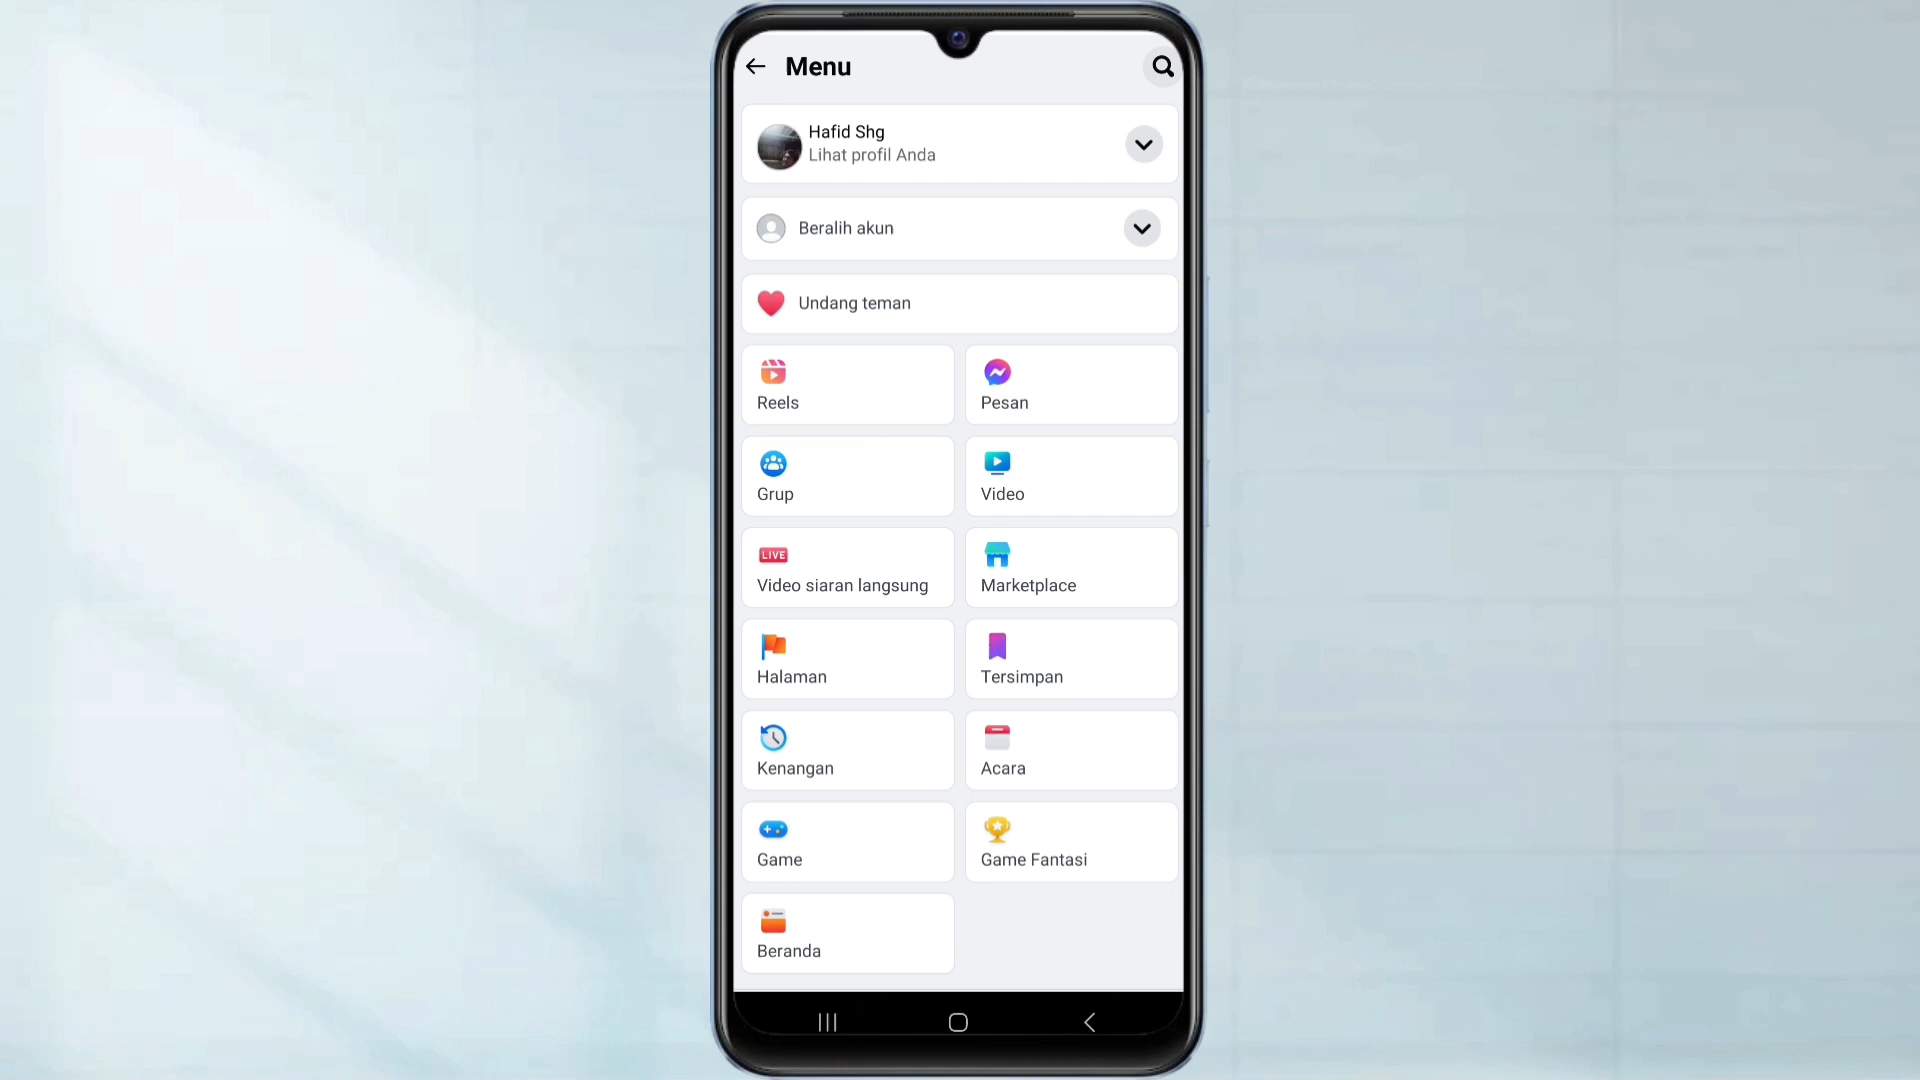 Menu
Hafid Shg
Lihat profil Anda
Beralih akun
Undang teman
Reels
Pesan
Grup
Video
LIVE
Video siaran langsung
Marketplace
Halaman
Tersimpan
Kenangan
Acara
Game
Game Fantasi
Beranda